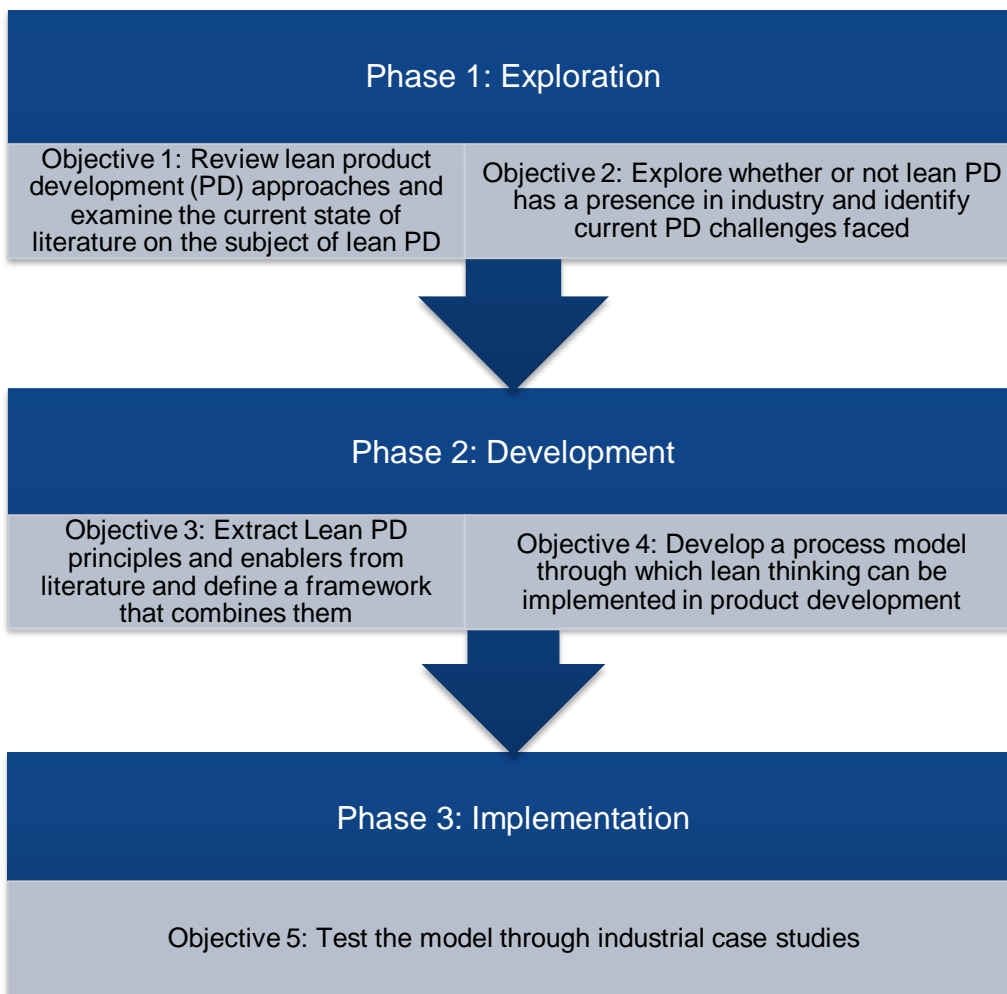 Phase 1: Exploration
Objective 1: Review lean product
development (PD) approaches and
examine the current state of
literature on the subject of lean PD
Objective 2: Explore whether or not lean PD
has a presence in industry and identify
current PD challenges faced
Phase 2: Development
Objective 3: Extract Lean PD
principles and enablers from
literature and define a framework
that combines them
Objective 4: Develop a process model
through which lean thinking can be
implemented in product development
Phase 3: Implementation
Objective 5: Test the model through industrial case studies